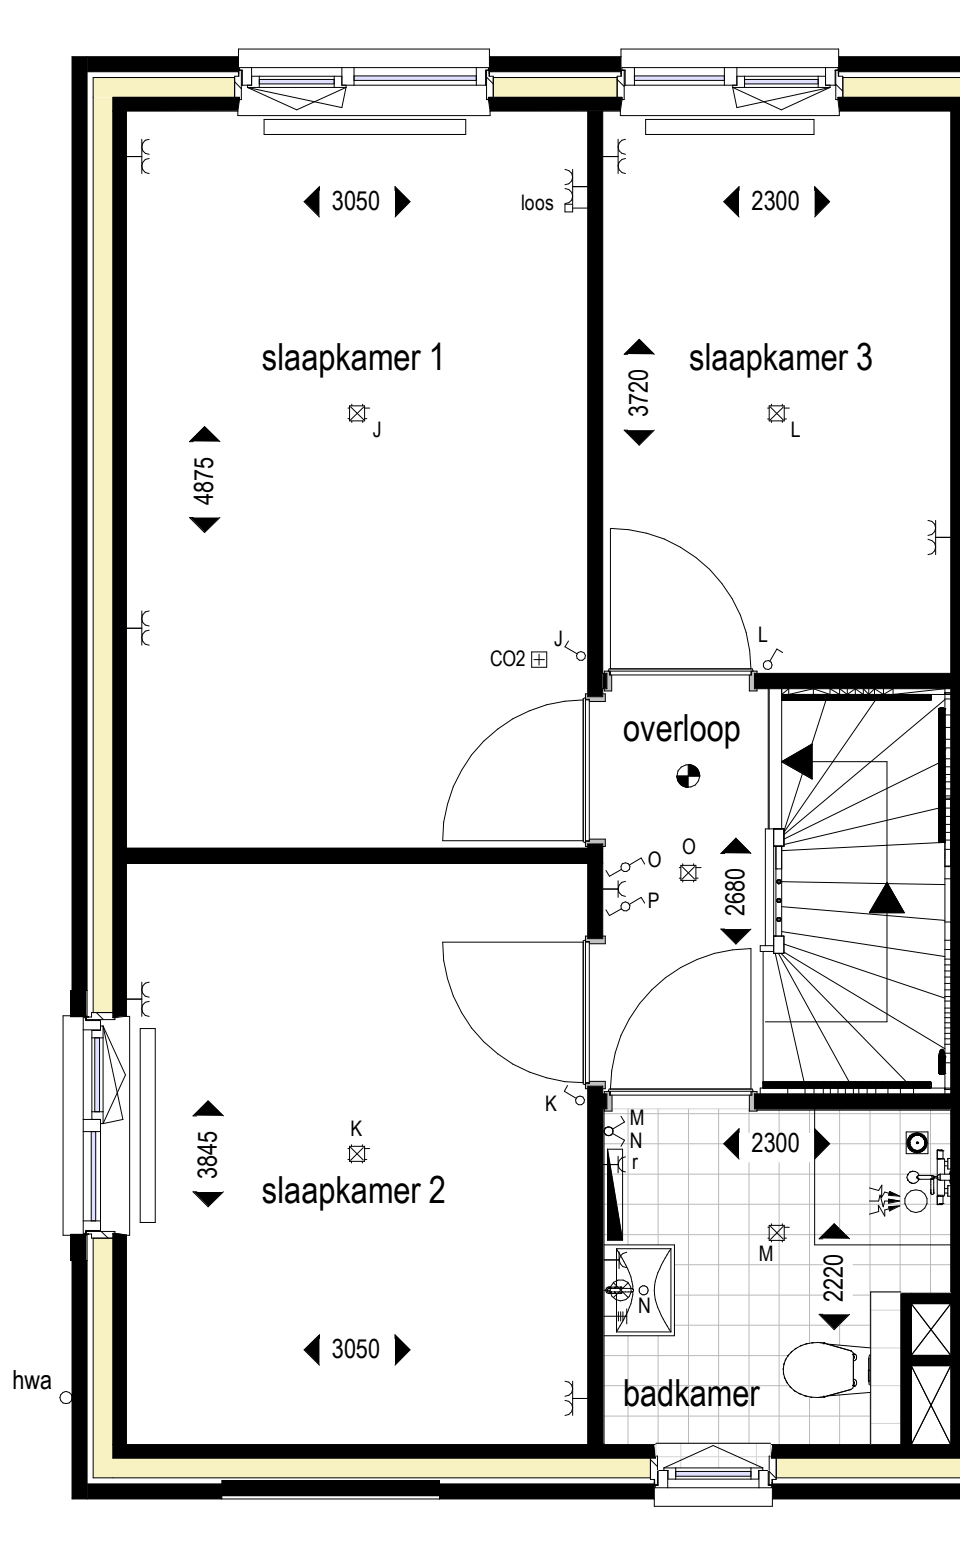 3050
loos
2300
slaapkamer 1
J
4875
slaapkamer 3
3720
L
J
CO2
L
overloop
O
O
P
2680
K
K
3845
slaapkamer 2
3050
hwa
M
N
r
2300
M
2220
N
badkamer